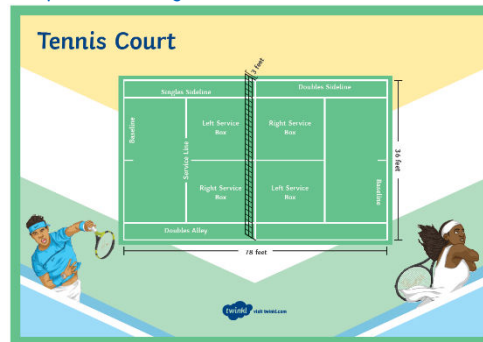 Tennis Court
3 feet
Singles Sideline
Doubles Sideline
Baseline
Service Line
Left Service
Box
Right Service
Box
36 feet
Right Service
Box
Left Service
Box
Baseline
Doubles Alley
78 feet
twinkl
visit twinkl.com